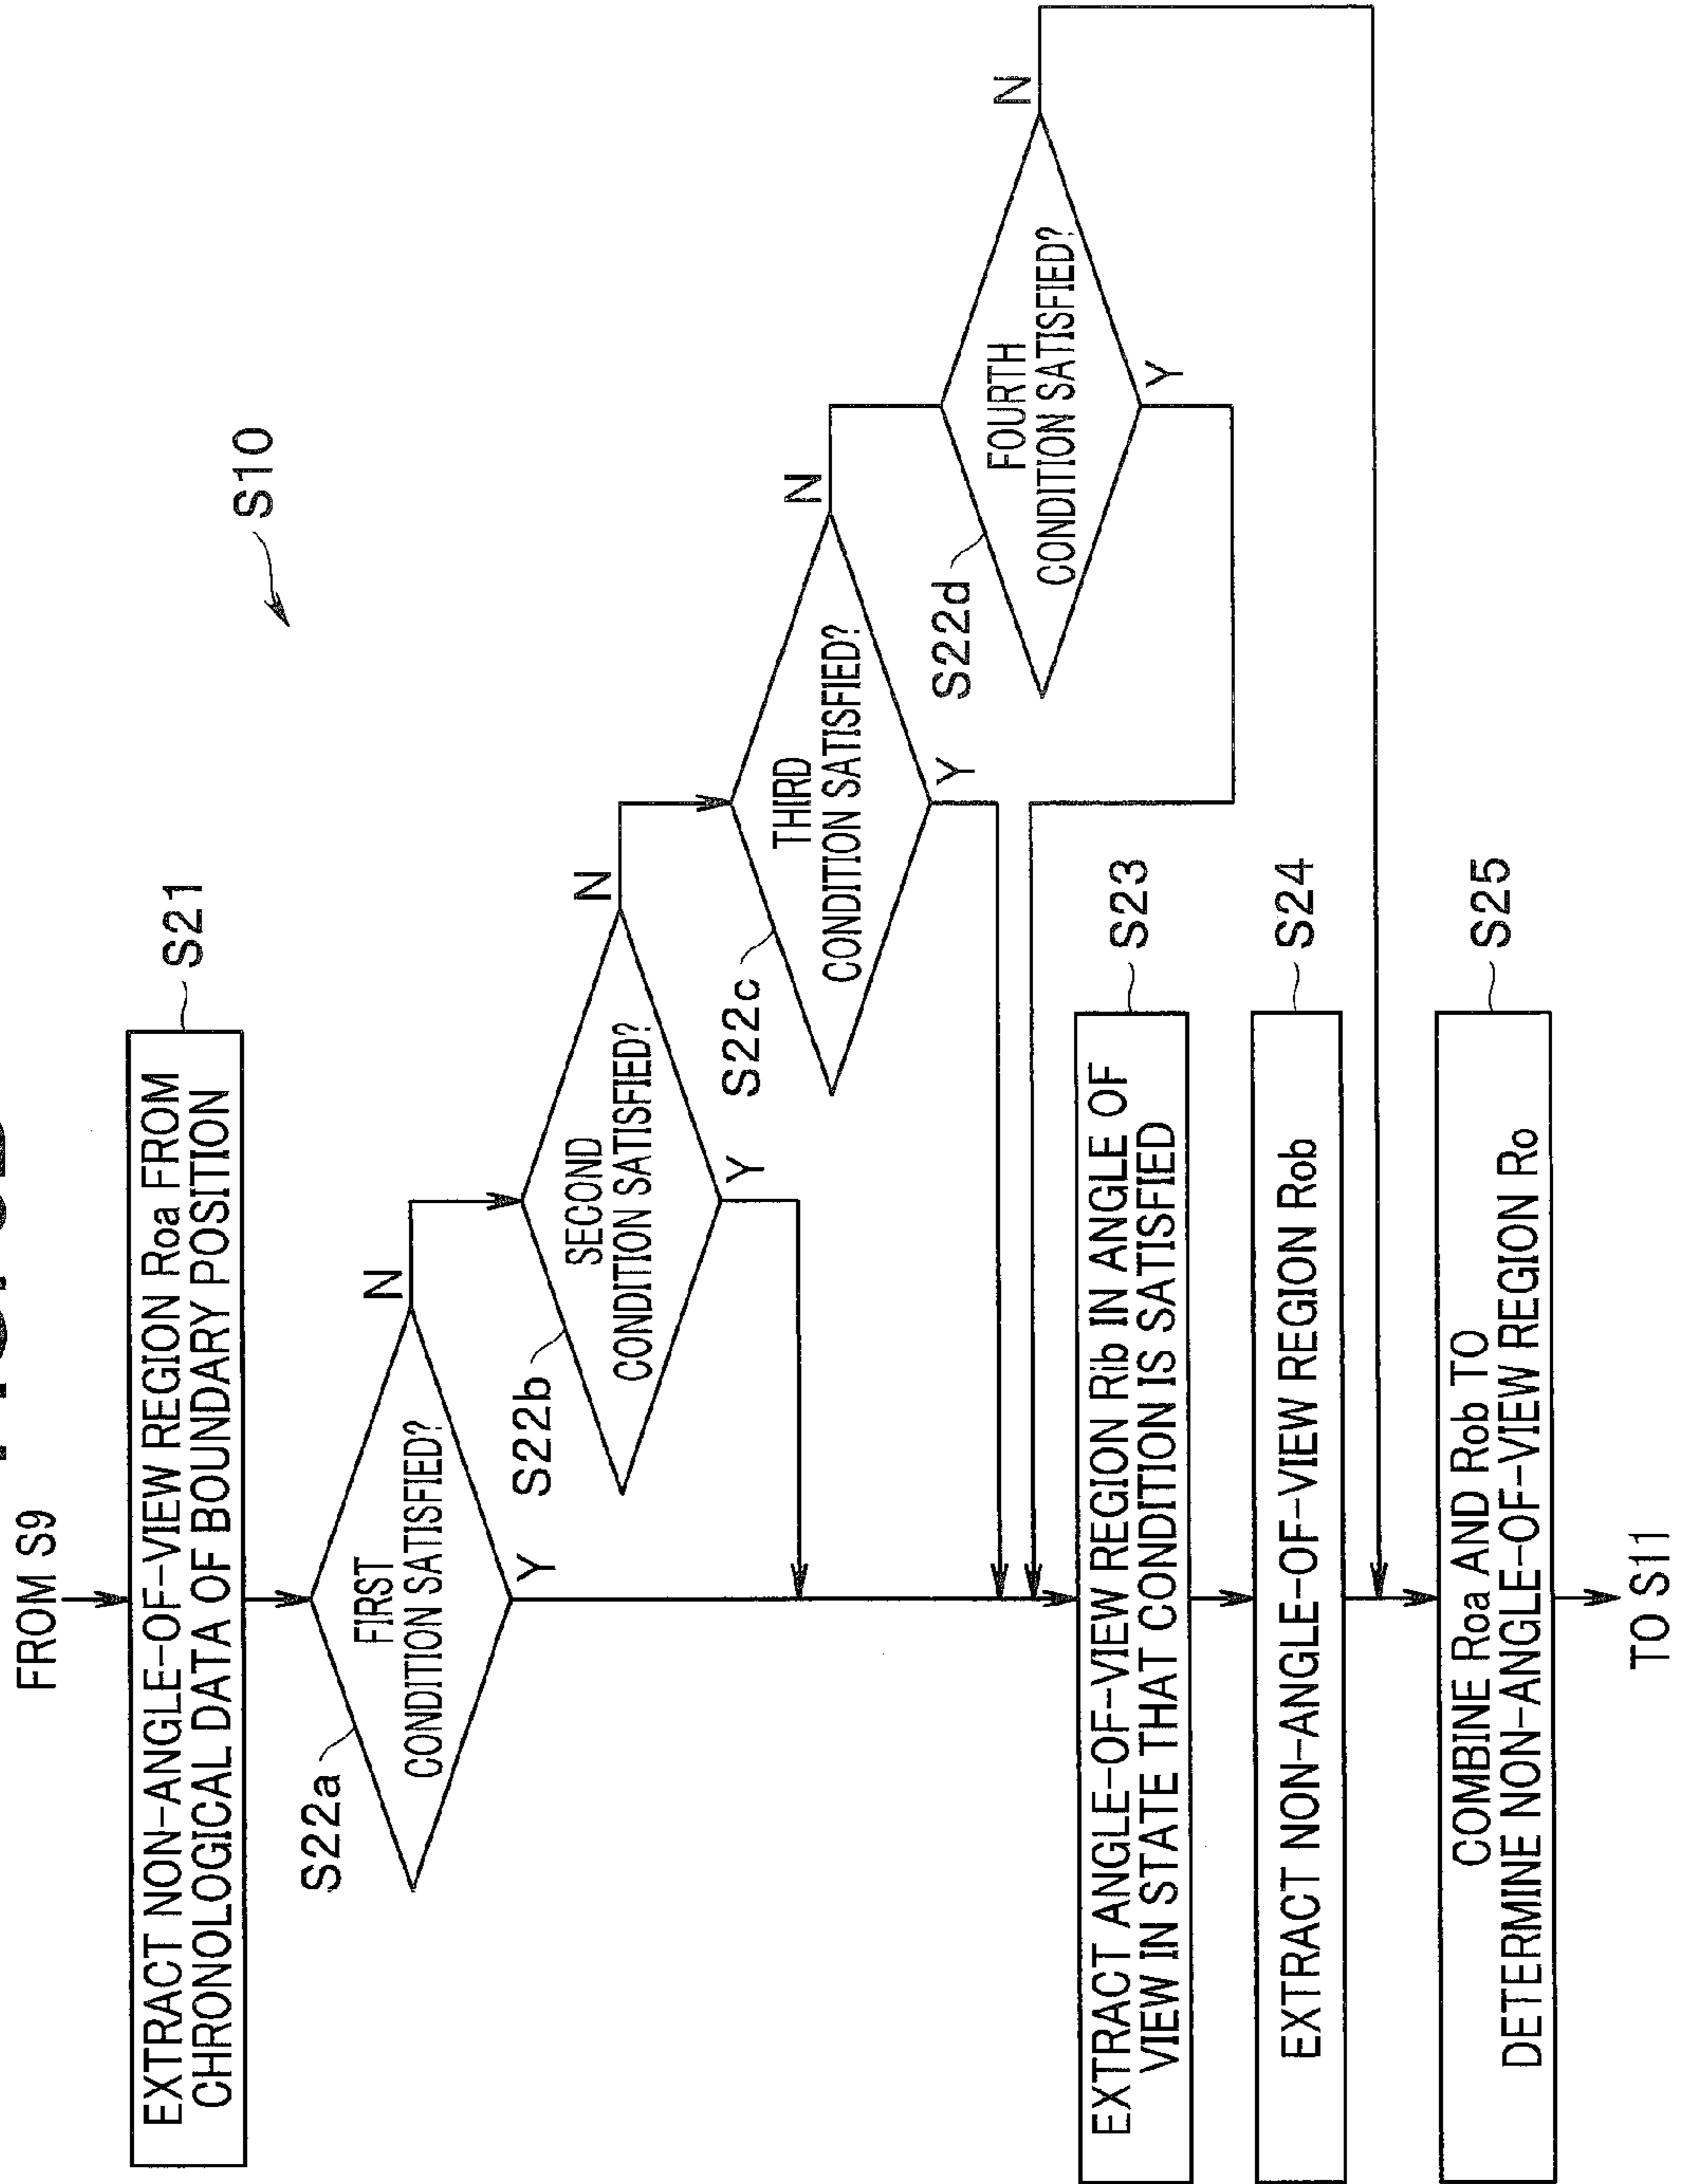 FROM S9
EXTRACT NON-ANGLE-OF-VIEW REGION Roa FROM
CHRONOLOGICAL DATA OF BOUNDARY POSITION
S21
S10
S22a
FIRST
CONDITION SATISFIED?
N
Y
S22b
SECOND
CONDITION SATISFIED?
N
Y
S22c
THIRD
CONDITION SATISFIED?
N
Y
S22d
FOURTH
CONDITION SATISFIED?
N
Y
EXTRACT ANGLE-OF-VIEW REGION Rib IN ANGLE OF
VIEW IN STATE THAT CONDITION IS SATISFIED
S23
EXTRACT NON-ANGLE-OF-VIEW REGION Rob
S24
COMBINE Roa AND Rob TO
DETERMINE NON-ANGLE-OF-VIEW REGION Ro
S25
TO S11